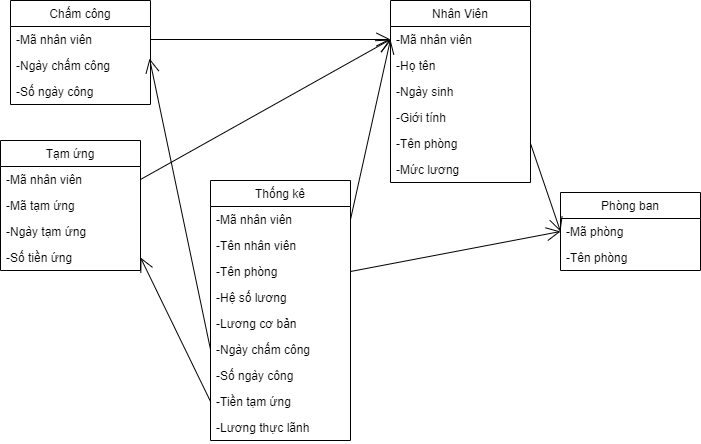 Chấm công
-Mã nhân viên
-Ngày chấm công
-Số ngày công
Nhân Viên
-Mã nhân viên
-Họ tên
-Ngày sinh
-Giới tính
-Tên phòng
-Mức lương
Tạm ứng
-Mã nhân viên
-Mã tạm ứng
-Ngày tạm ứng
-Số tiền ứng
Thống kê
-Mã nhân viên
-Tên nhân viên
-Tên phòng
-Hệ số lương
-Lương cơ bản
-Ngày chấm công
-Số ngày công
-Tiền tạm ứng
-Lương thực lãnh
Phòng ban
-Mã phòng
-Tên phòng